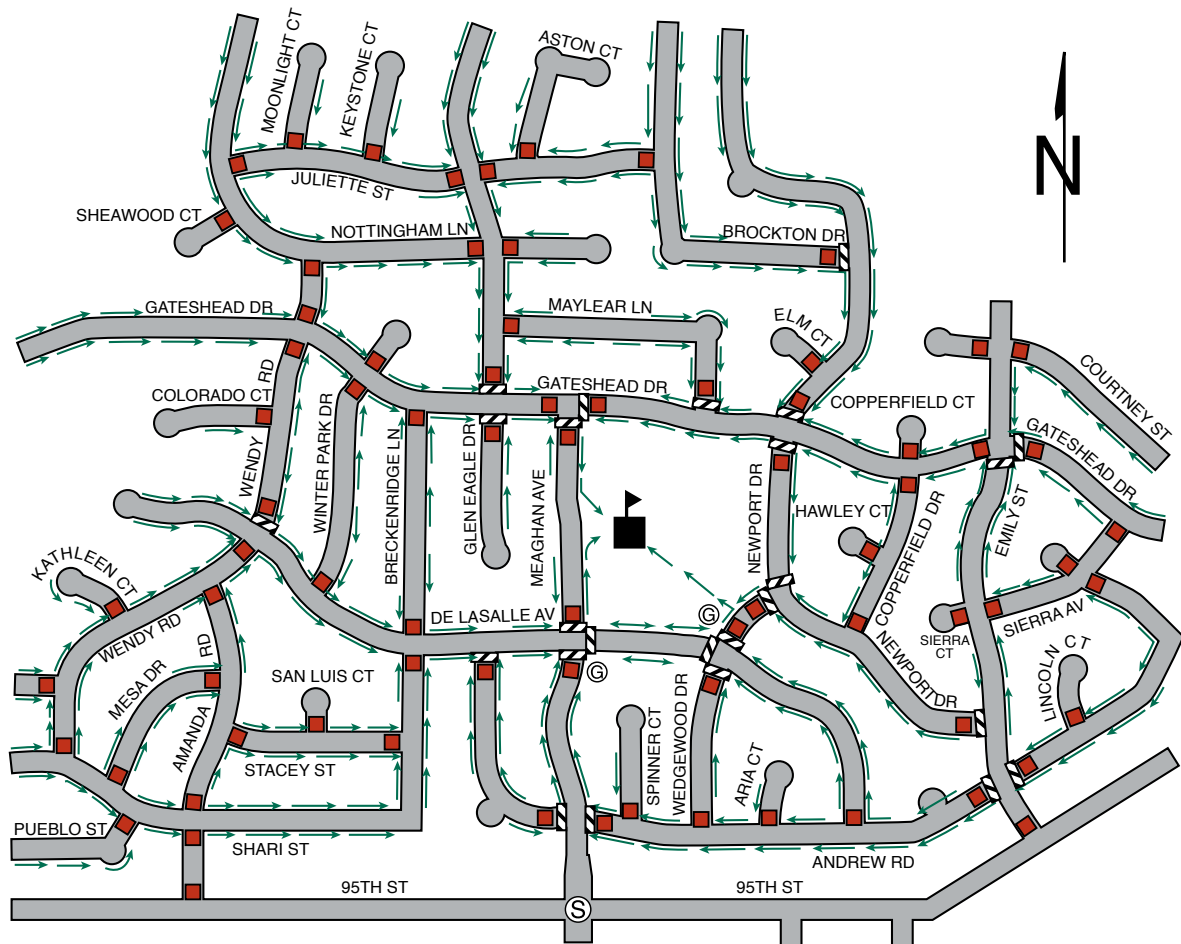 MOONLIGHT CT
KEYSTONE CT
ASTON CT
JULIETTE ST
SHEAWOOD CT
NOTTINGHAM LN
BROCKTON DR
N
GATESHEAD DR
MAYLEAR LN
ELM CT
COURTNEY ST
COLORADO CT
WENDY RD
WINTER PARK DR
BRECKENRIDGE LN
GLEN EAGLE DR
GATESHEAD DR
MEAGHAN AVE
COPPERFIELD CT
GATESHEAD DR
NEWPORT DR
HAWLEY CT
COPPERFIELD DR
EMILY ST
KATHLEEN CT
WENDY RD
DE LASALLE AV
G
G
NEWPORT DR
SIERRA CT
SIERRA AV
LINCOLN CT
MESA DR
AMANDA RD
SAN LUIS CT
STACEY ST
SPINNER CT
WEDGEWOOD DR
ARIA CT
PUEBLO ST
SHARI ST
ANDREW RD
95TH ST
95TH ST
S